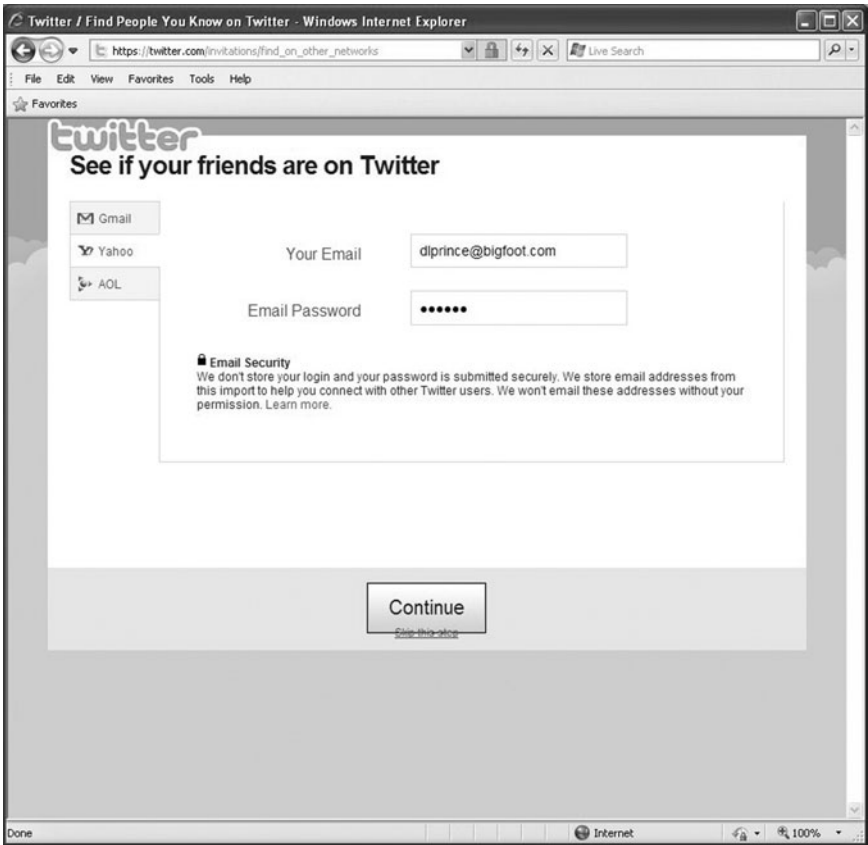 Twitter / Find People You Know on Twitter - Windows Internet Explorer
https://twitter.com/invitations/find_on_other_networks
Live Search
File Edit View Favorites Tools Help
Favorites
twitter
See if your friends are on Twitter
Gmail
Yahoo
AOL
Your Email
dlprince@bigfoot.com
Email Password
••••••
Email Security
We don't store your login and your password is submitted securely. We store email addresses from
this import to help you connect with other Twitter users. We won't email these addresses without your
permission. Learn more.
Continue
Skip this step
Done
Internet
100%